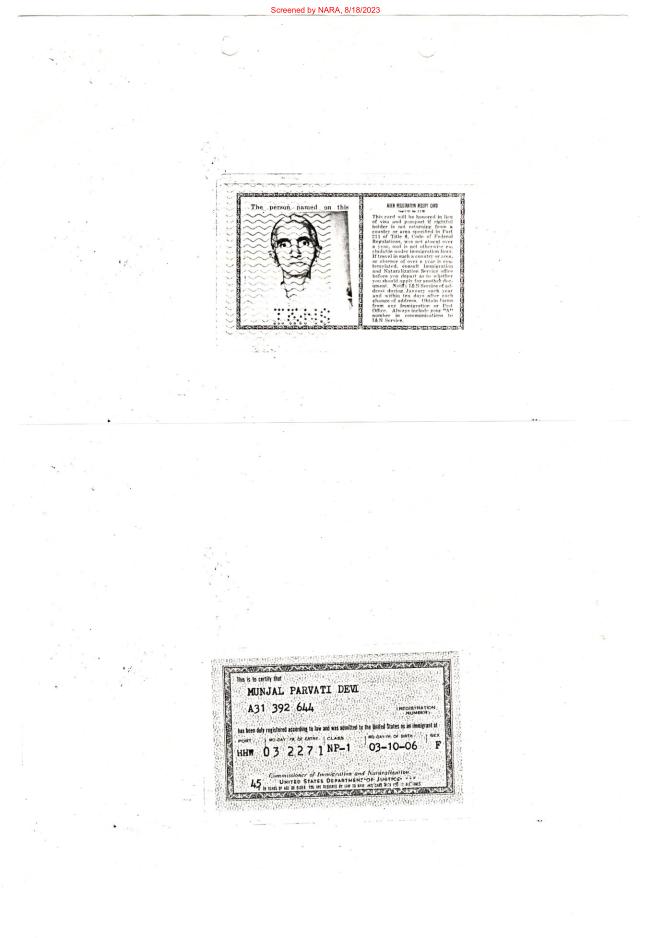 Screened by NARA, 8/18/2023
The person named on this
ALIEN REGISTRATION RECEIPT CARD
This card will be honored in lieu
of visa and passport if rightful
holder is not returning from a
country or area specified in Part
211 of Title 8, Code of Federal
Regulations, was not absent over
a year, and is not otherwise ex-
cludable under immigration laws.
If travel in such a country or area,
or absence of over a year is con-
templated, consult Immigration
and Naturalization Service office
before you depart as to whether
you should apply for another doc-
ument. Notify I&N Service of ad-
dress during January each year
and within ten days after each
change of address. Obtain forms
from any Immigration or Post
Office. Always include your "A"
number in communications to
I&N Service.
This is to certify that
MUNJAL PARVATI DEVI
A31 392 644
(REGISTRATION
NUMBER)
has been duly registered according to law and was admitted to the United States as an immigrant at
PORT MO-DAY-YR. OF ENTRY CLASS MO-DAY-YR. OF BIRTH SEX
HHW 03 2271 NP-1 03-10-06 F
Commissioner of Immigration and Naturalization
45 UNITED STATES DEPARTMENT OF JUSTICE